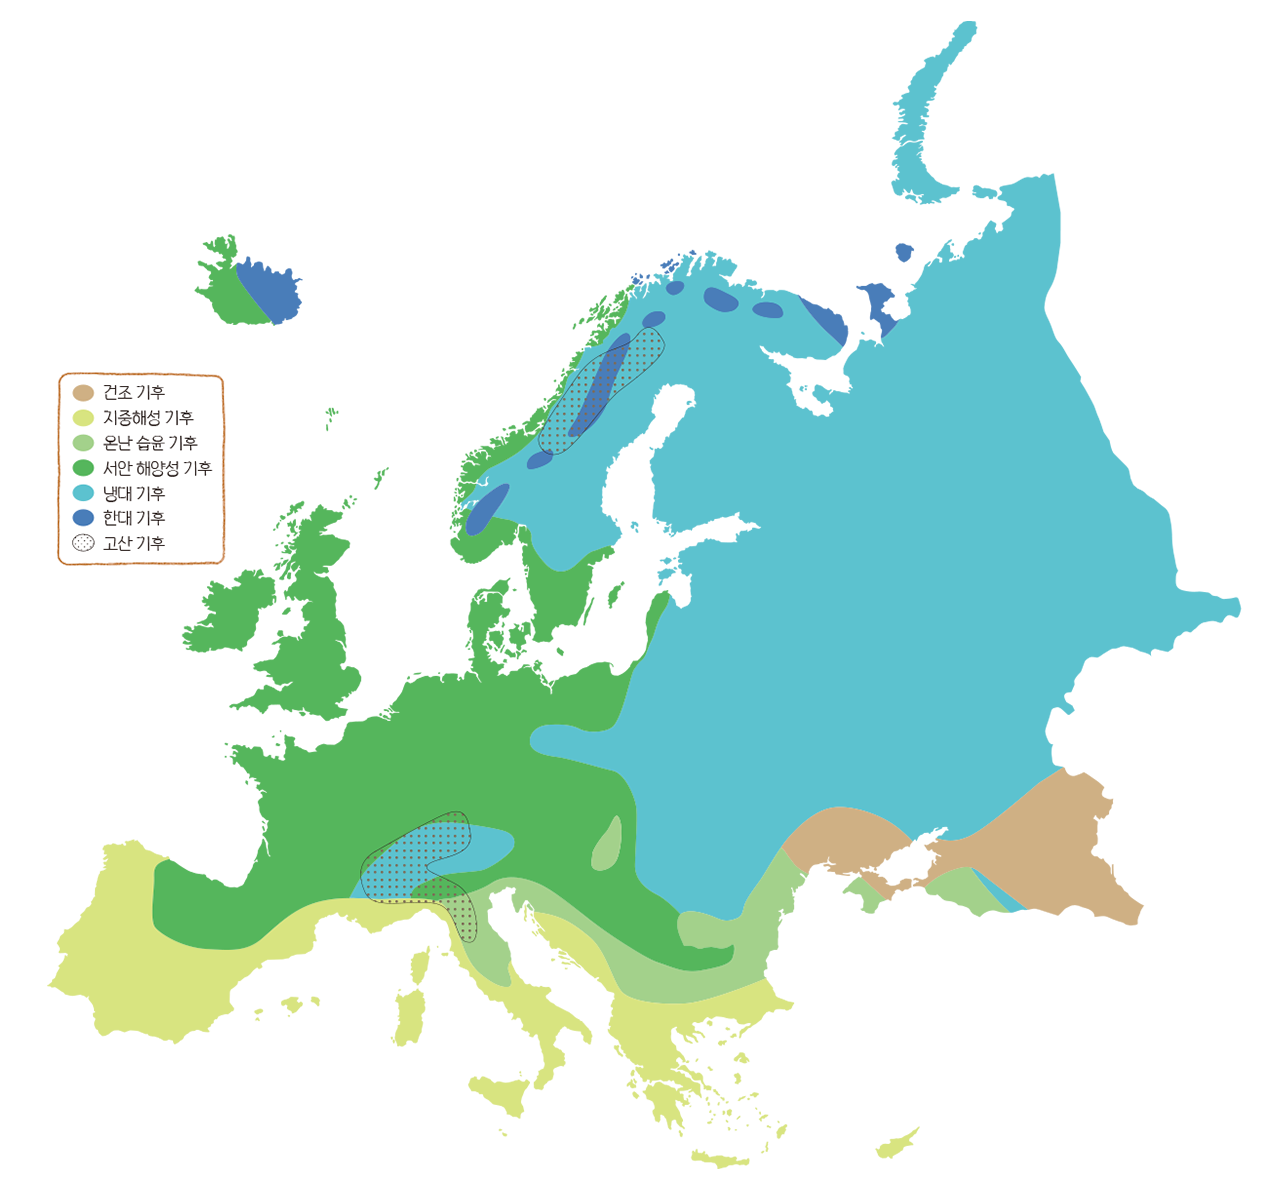 건조 기후
지중해성 기후
온난 습윤 기후
서안 해양성 기후
냉대 기후
한대 기후
고산 기후